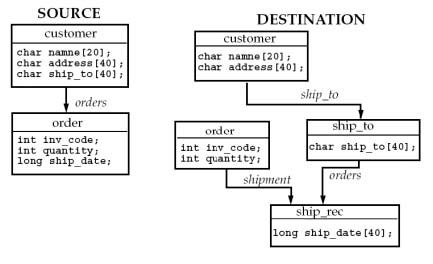 SOURCE
customer
char namne[20];
char address[40];
char ship_to[40];
orders
order
int inv_code;
int quantity;
long ship_date;
DESTINATION
customer
char namne[20];
char address[40];
ship_to
order
int inv_code;
int quantity;
ship_to
char ship_to[40];
shipment
orders
ship_rec
long ship_date[40];